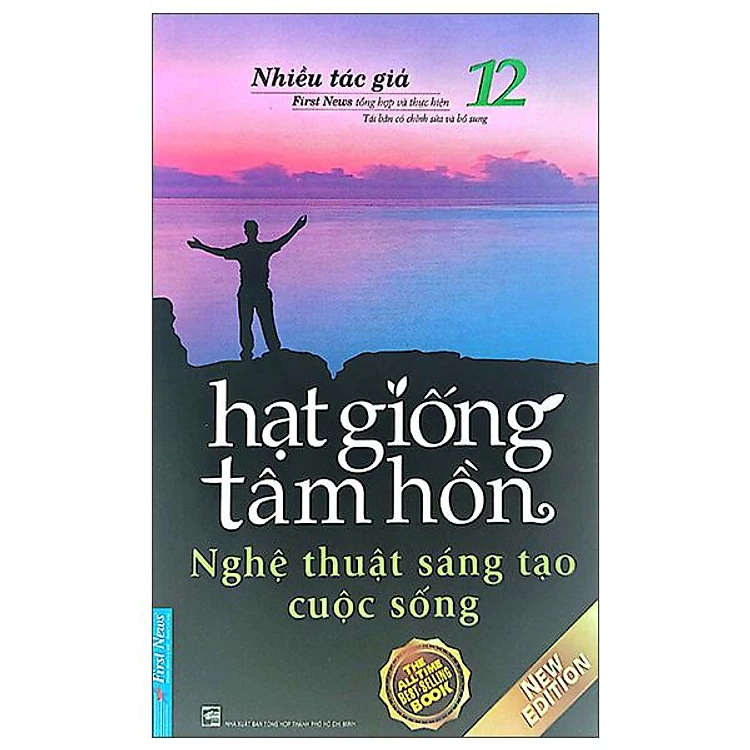 Nhiều tác giả
12
First News tổng hợp và thực hiện
Tái bản có chỉnh sửa và bổ sung
hạt giống
tâm hồn
Nghệ thuật sáng tạo
cuộc sống
THE
ALL-TIME
BEST-SELLING
BOOK
NEW
EDITION
First News
NHÀ XUẤT BẢN TỔNG HỢP THÀNH PHỐ HỒ CHÍ MINH